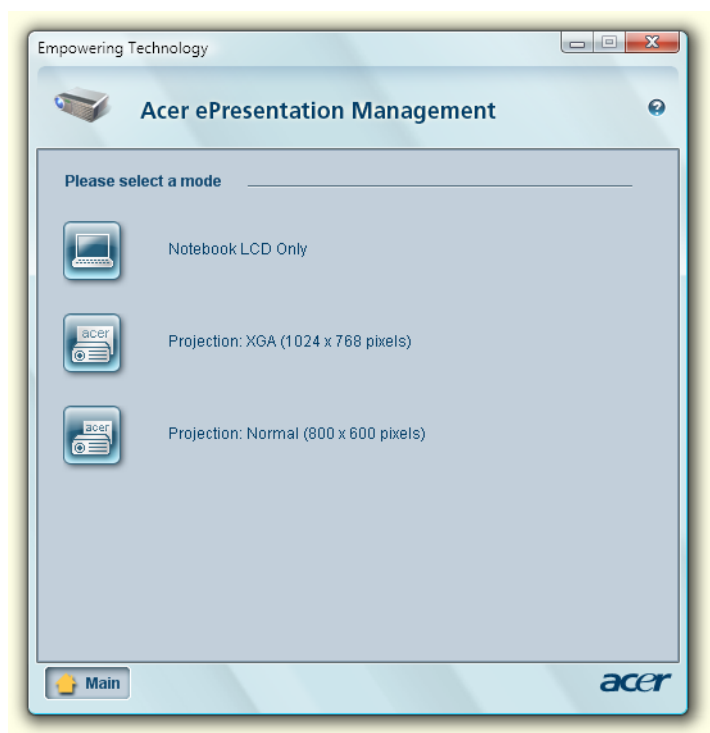 Empowering Technology
Acer ePresentation Management
Please select a mode
Notebook LCD Only
acer
Projection: XGA (1024 x 768 pixels)
acer
Projection: Normal (800 x 600 pixels)
Main
acer